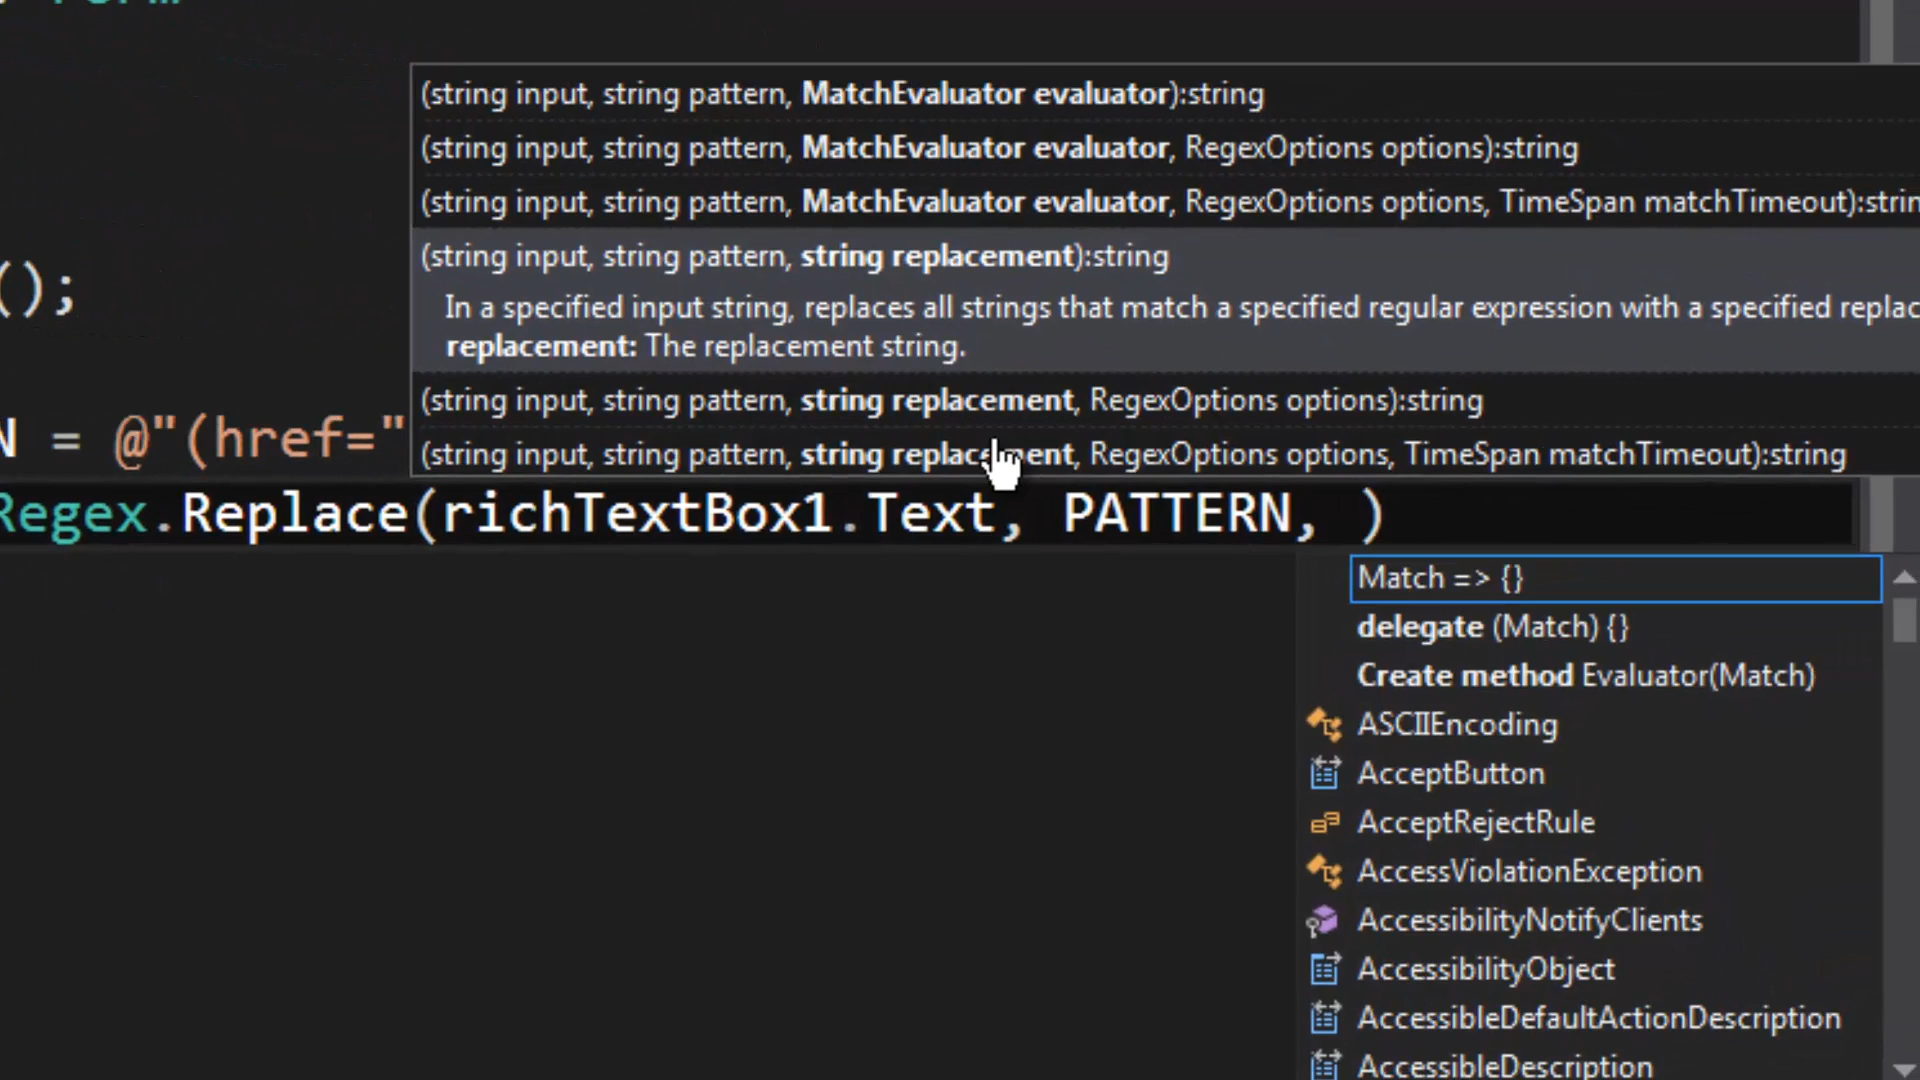 (string input, string pattern, MatchEvaluator evaluator):string
(string input, string pattern, MatchEvaluator evaluator, RegexOptions options):string
(string input, string pattern, MatchEvaluator evaluator, RegexOptions options, TimeSpan matchTimeout):strin
();
(string input, string pattern, string replacement):string
In a specified input string, replaces all strings that match a specified regular expression with a specified replac
replacement: The replacement string.
(string input, string pattern, string replacement, RegexOptions options):string
N = @"(href="
(string input, string pattern, string replacement, RegexOptions options, TimeSpan matchTimeout):string
Regex.Replace(richTextBox1.Text, PATTERN, )
Match => {}
delegate (Match) {}
Create method Evaluator(Match)
ASCIIEncoding
AcceptButton
AcceptRejectRule
AccessViolationException
AccessibilityNotifyClients
AccessibilityObject
AccessibleDefaultActionDescription
AccessibleDescription